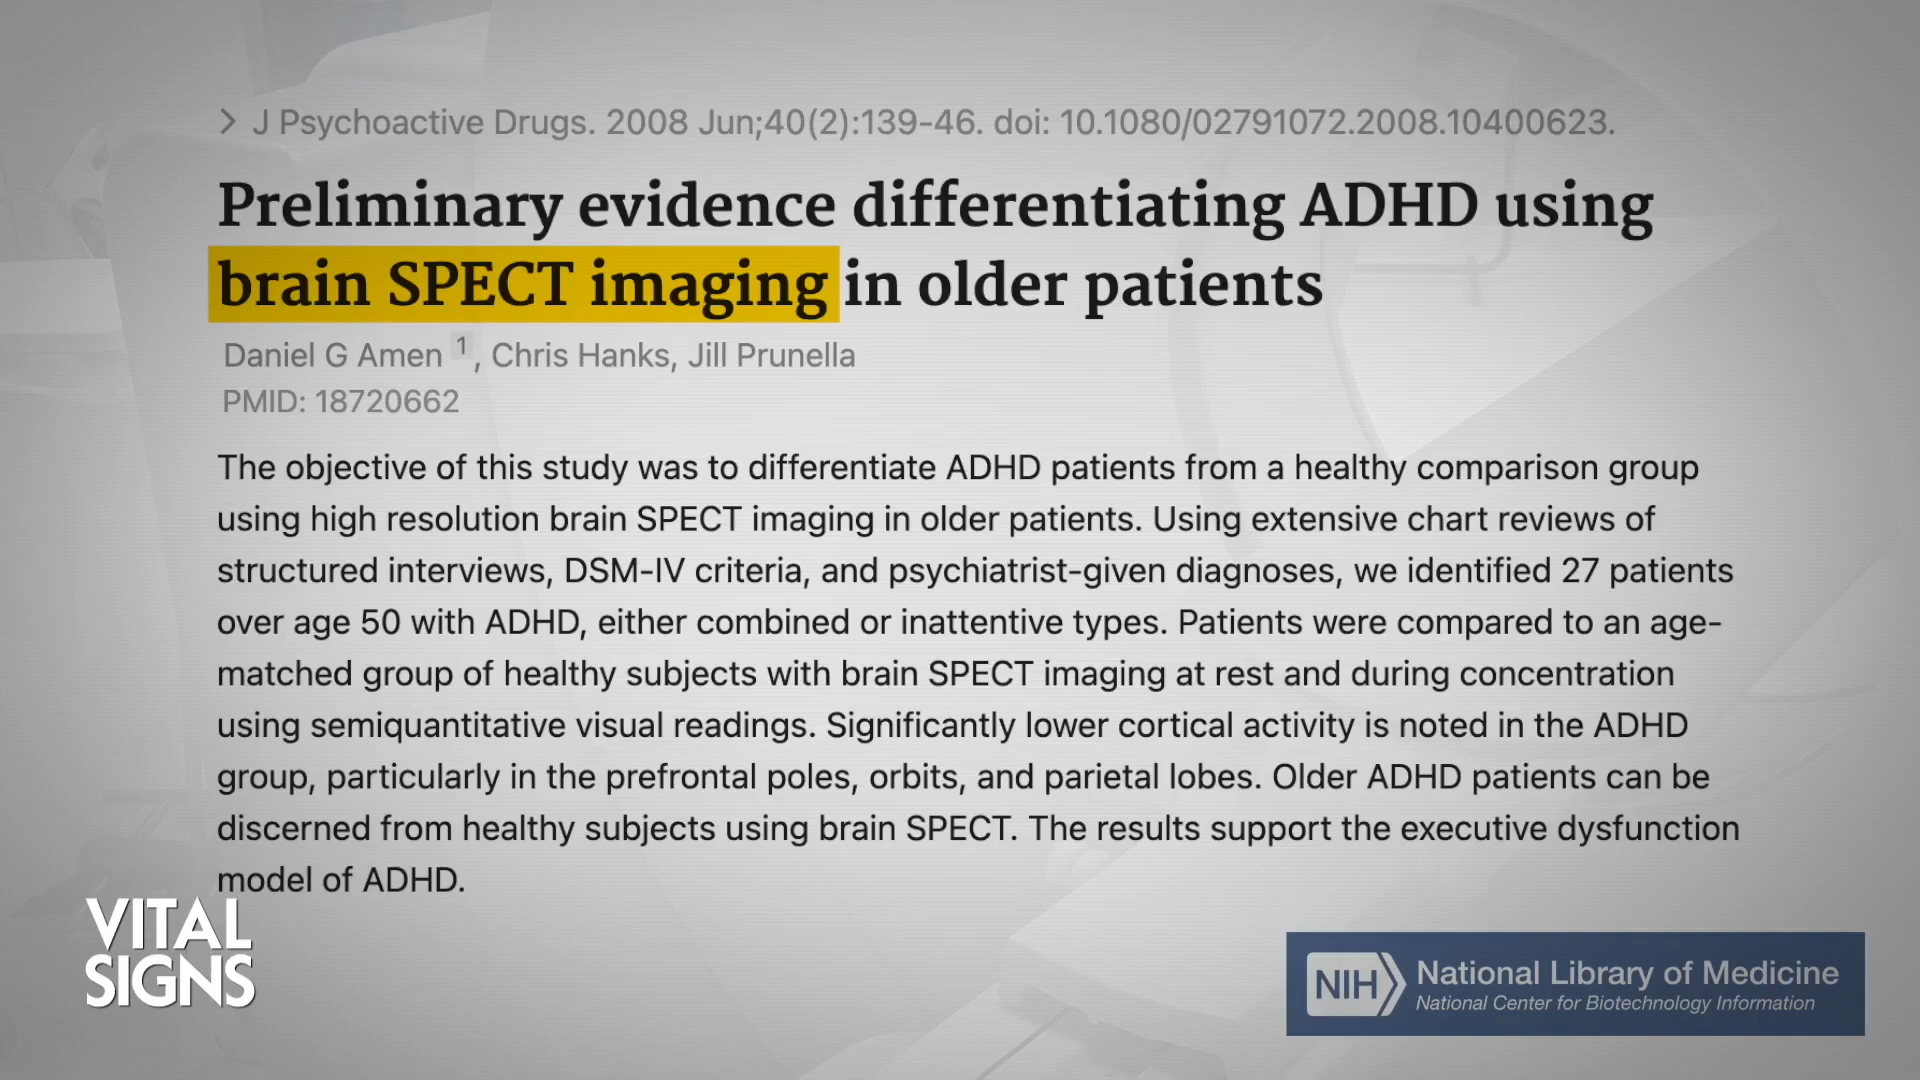 > J Psychoactive Drugs. 2008 Jun;40(2):139-46. doi: 10.1080/02791072.2008.10400623.
Preliminary evidence differentiating ADHD using
brain SPECT imaging in older patients
Daniel G Amen 1, Chris Hanks, Jill Prunella
PMID: 18720662
The objective of this study was to differentiate ADHD patients from a healthy comparison group
using high resolution brain SPECT imaging in older patients. Using extensive chart reviews of
structured interviews, DSM-IV criteria, and psychiatrist-given diagnoses, we identified 27 patients
over age 50 with ADHD, either combined or inattentive types. Patients were compared to an age-
matched group of healthy subjects with brain SPECT imaging at rest and during concentration
using semiquantitative visual readings. Significantly lower cortical activity is noted in the ADHD
group, particularly in the prefrontal poles, orbits, and parietal lobes. Older ADHD patients can be
discerned from healthy subjects using brain SPECT. The results support the executive dysfunction
model of ADHD.
VITAL
SIGNS
NIH
National Library of Medicine
National Center for Biotechnology Information